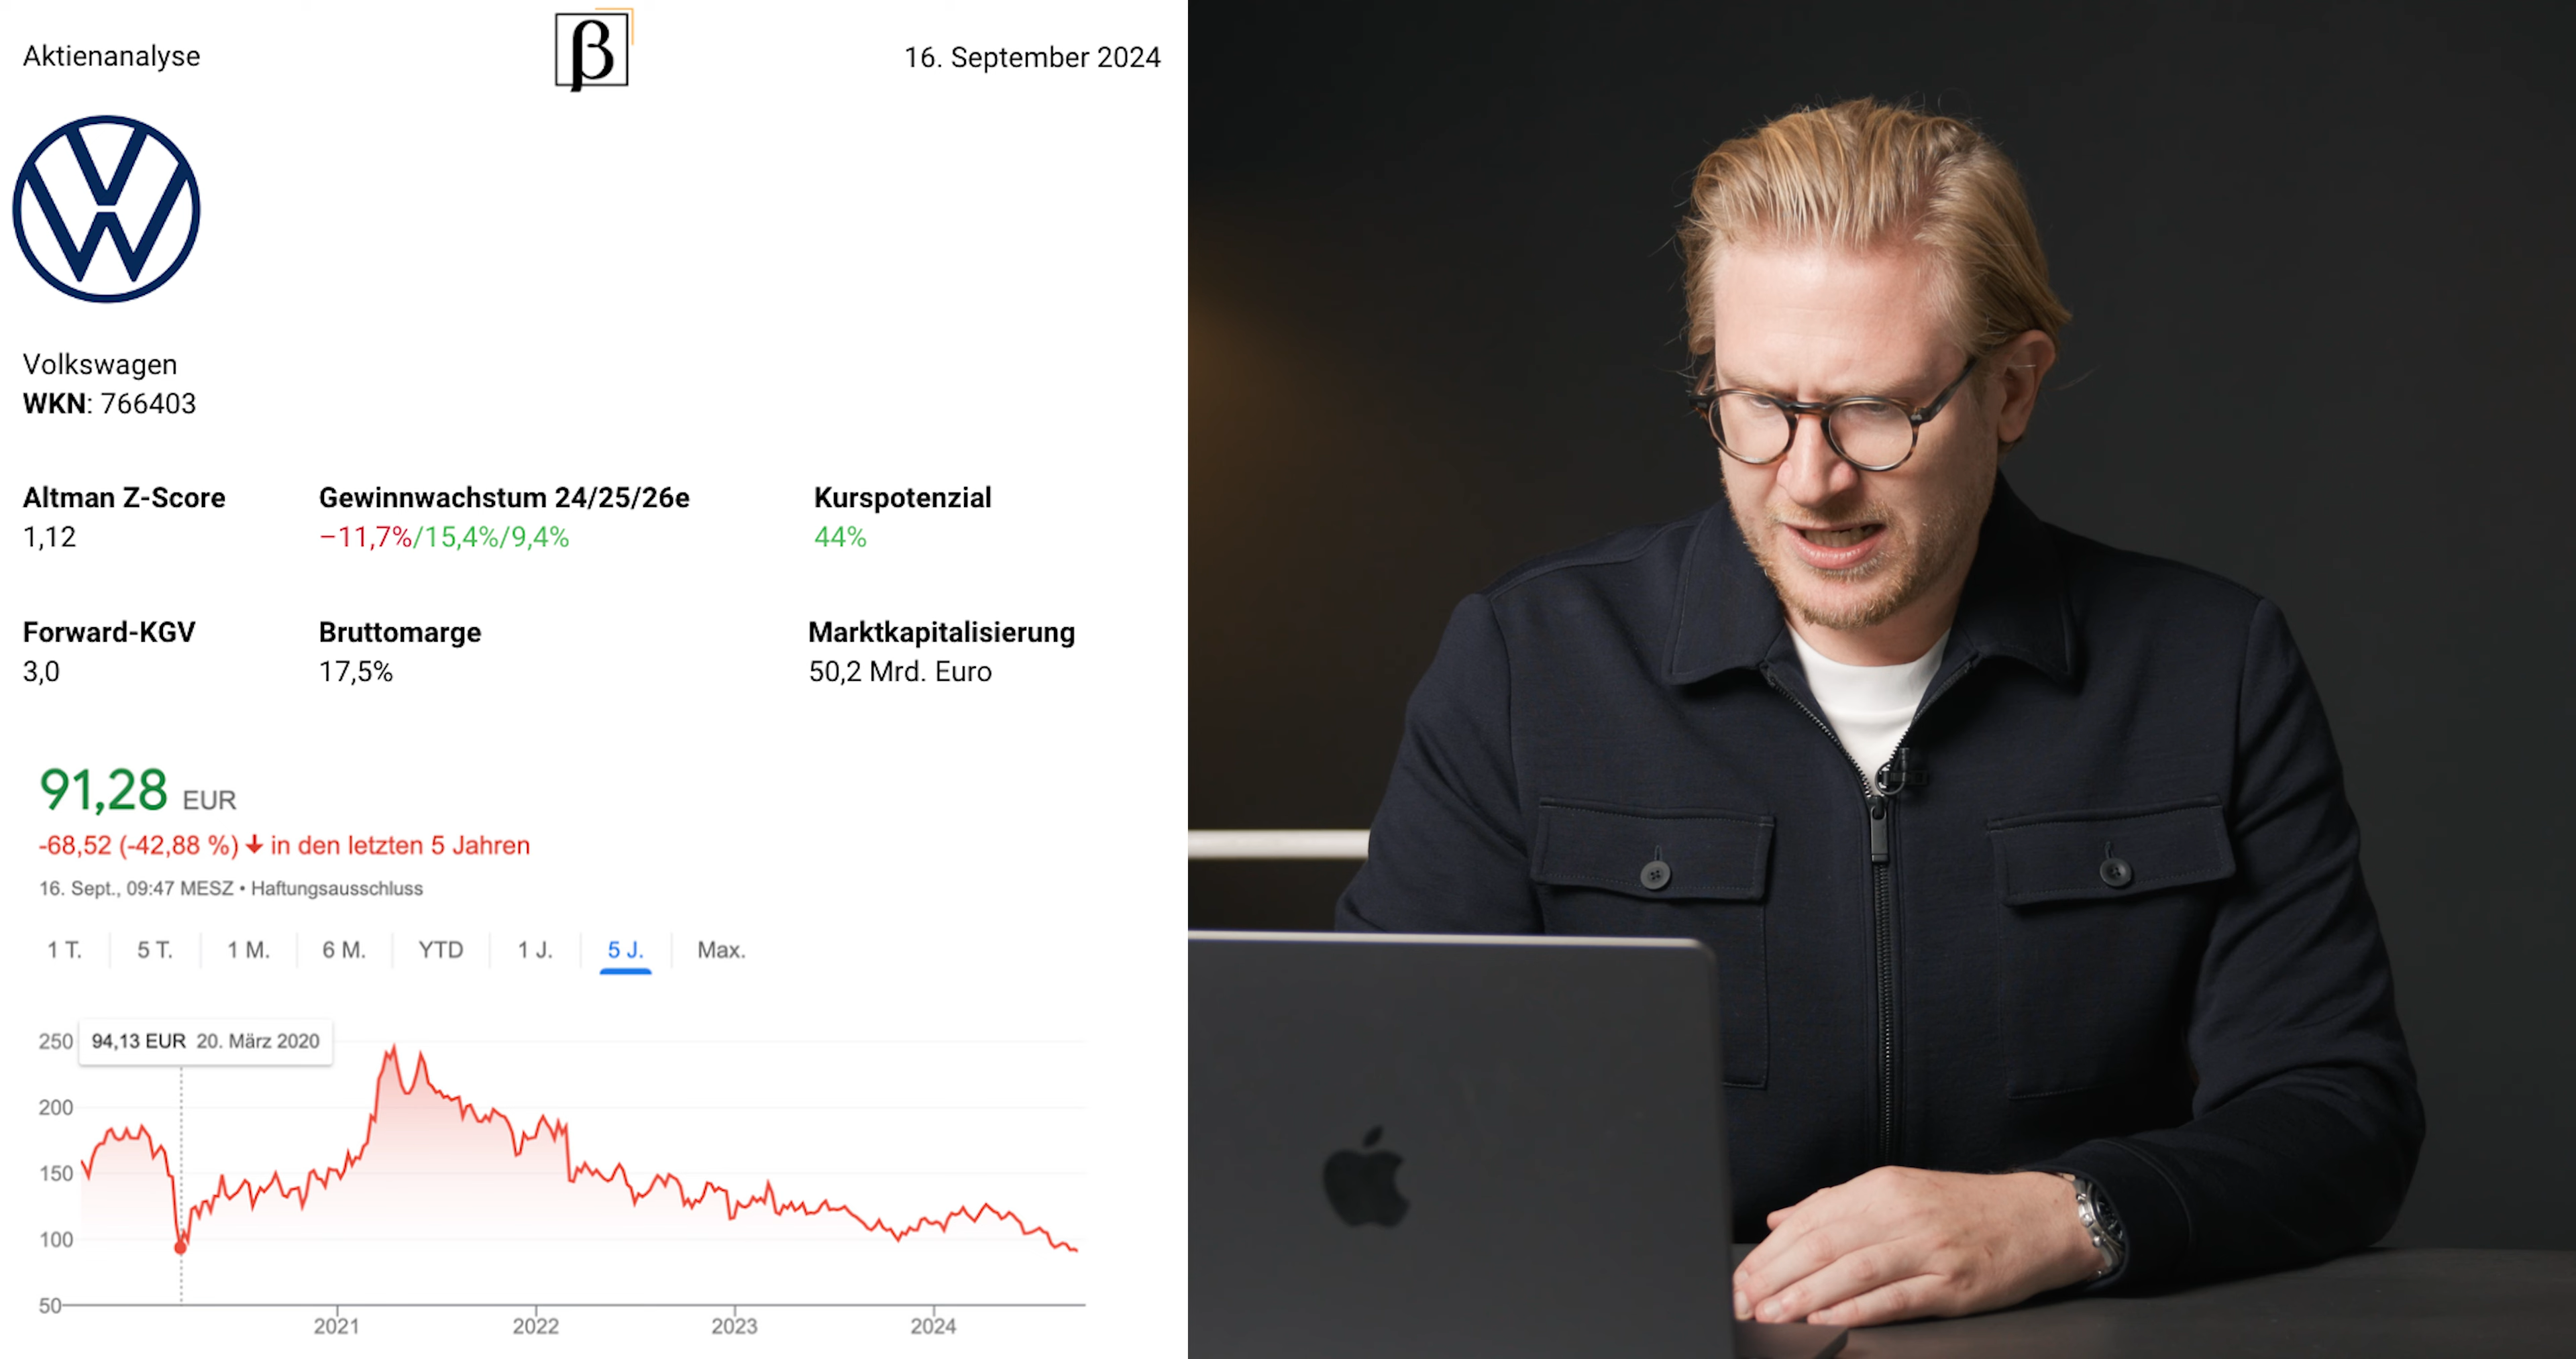 Aktienanalyse
β
16. September 2024
Volkswagen
WKN: 766403
Altman Z-Score
1,12
Gewinnwachstum 24/25/26e
−11,7%/15,4%/9,4%
Kurspotenzial
44%
Forward-KGV
3,0
Bruttomarge
17,5%
Marktkapitalisierung
50,2 Mrd. Euro
91,28 EUR
-68,52 (-42,88 %) ↓ in den letzten 5 Jahren
16. Sept., 09:47 MESZ • Haftungsausschluss
1 T. 5 T. 1 M. 6 M. YTD 1 J. 5 J. Max.
94,13 EUR 20. März 2020
250
200
150
100
50
2021 2022 2023 2024